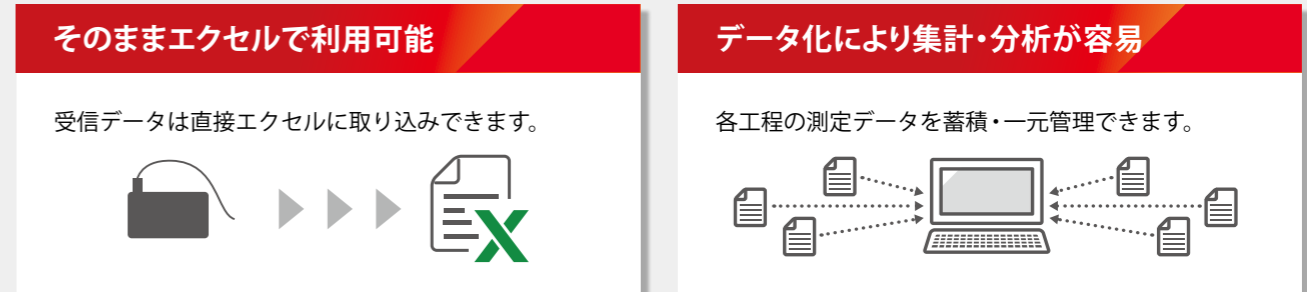 そのままエクセルで利用可能
受信データは直接エクセルに取り込みできます。
X
データ化により集計・分析が容易
各工程の測定データを蓄積・一元管理できます。